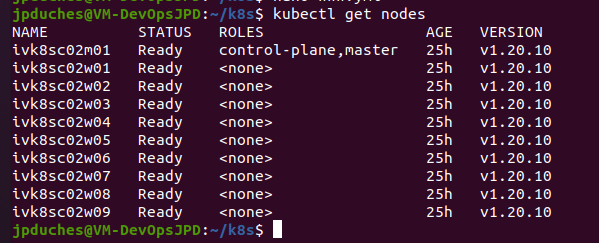 jpduches@VM-DevOpsJPD:~/k8s$ kubectl get nodes
NAME STATUS ROLES AGE VERSION
ivk8sc02m01 Ready control-plane,master 25h v1.20.10
ivk8sc02w01 Ready <none> 25h v1.20.10
ivk8sc02w02 Ready <none> 25h v1.20.10
ivk8sc02w03 Ready <none> 25h v1.20.10
ivk8sc02w04 Ready <none> 25h v1.20.10
ivk8sc02w05 Ready <none> 25h v1.20.10
ivk8sc02w06 Ready <none> 25h v1.20.10
ivk8sc02w07 Ready <none> 25h v1.20.10
ivk8sc02w08 Ready <none> 25h v1.20.10
ivk8sc02w09 Ready <none> 25h v1.20.10
jpduches@VM-DevOpsJPD:~/k8s$